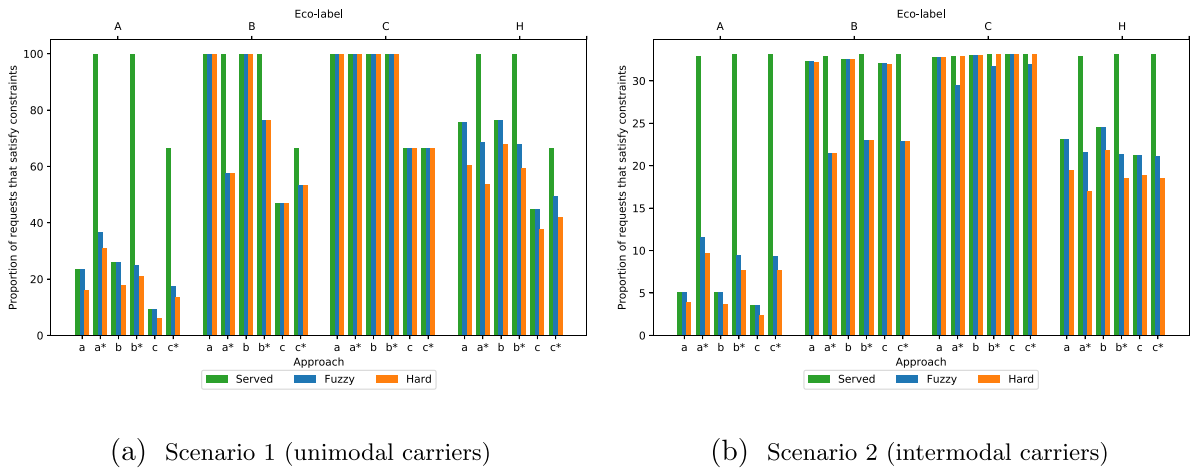 Eco-label
A B C H
Proportion of requests that satisfy constraints
100
80
60
40
20
0
a a* b b* c c* a a* b b* c c* a a* b b* c c* a a* b b* c c*
Approach
Served Fuzzy Hard
(a) Scenario 1 (unimodal carriers)
Eco-label
A B C H
Proportion of requests that satisfy constraints
30
25
20
15
10
5
0
a a* b b* c c* a a* b b* c c* a a* b b* c c* a a* b b* c c*
Approach
Served Fuzzy Hard
(b) Scenario 2 (intermodal carriers)